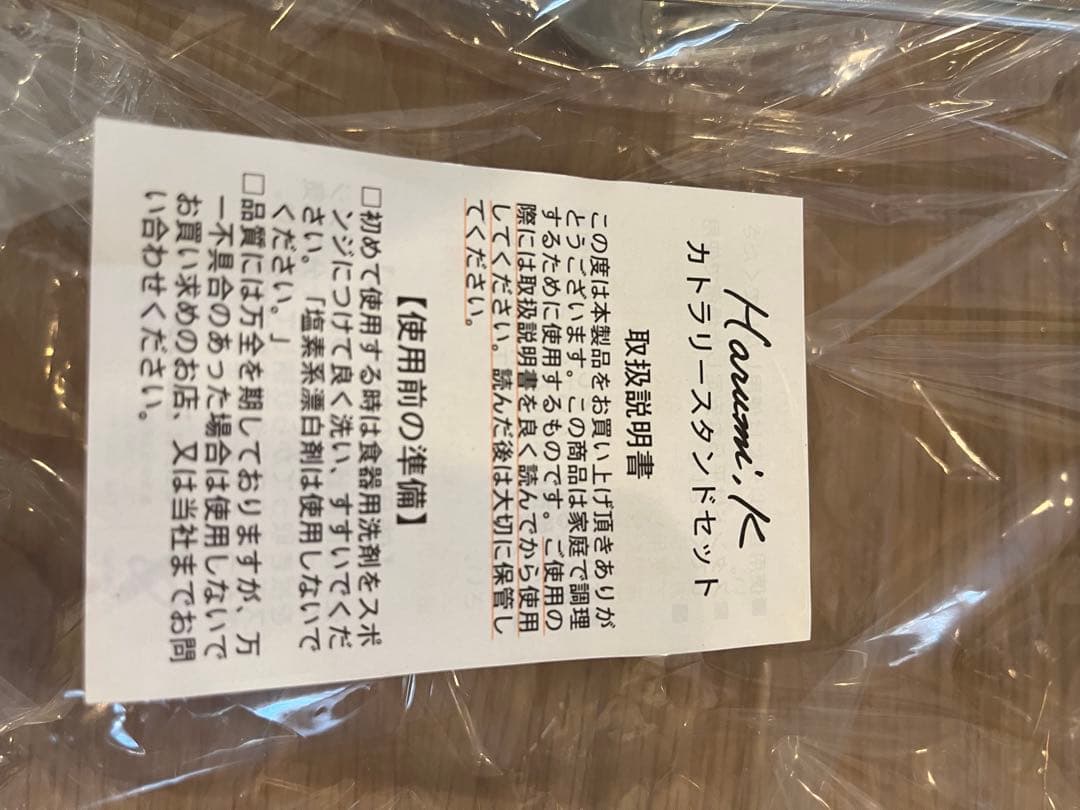 Harumi.K
カトラリースタンドセット
取扱説明書
この度は本製品をお買い上げ頂きありが
とうございます。この商品は家庭で調理
するために使用するものです。ご使用の
際には取扱説明書を良く読んでから使用
してください。読んだ後は大切に保管し
てください。
【使用前の準備】
□初めて使用する時は食器用洗剤をスポ
ンジにつけて良く洗い、すすいでくだ
さい。「塩素系漂白剤は使用しないで
ください。」
□品質には万全を期しておりますが、万
一不具合のあった場合は使用しないで
お買い求めのお店、又は当社までお問
い合わせください。